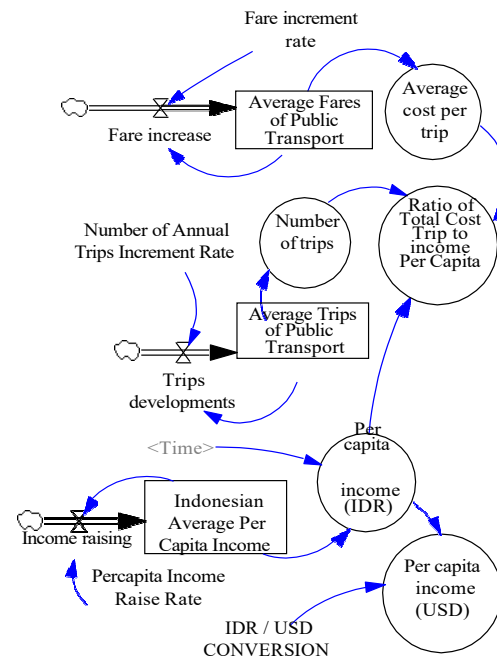 Fare increment
rate
Average Fares
of Public
Transport
Average
cost per
trip
Fare increase
Number of Annual
Trips Increment Rate
Number
of trips
Ratio of
Total Cost
Trip to
income
Per Capita
Average Trips
of Public
Transport
Trips
developments
<Time>
Per
capita
income
(IDR)
Indonesian
Average Per
Capita Income
Income raising
Percapita Income
Raise Rate
Per capita
income
(USD)
IDR / USD
CONVERSION